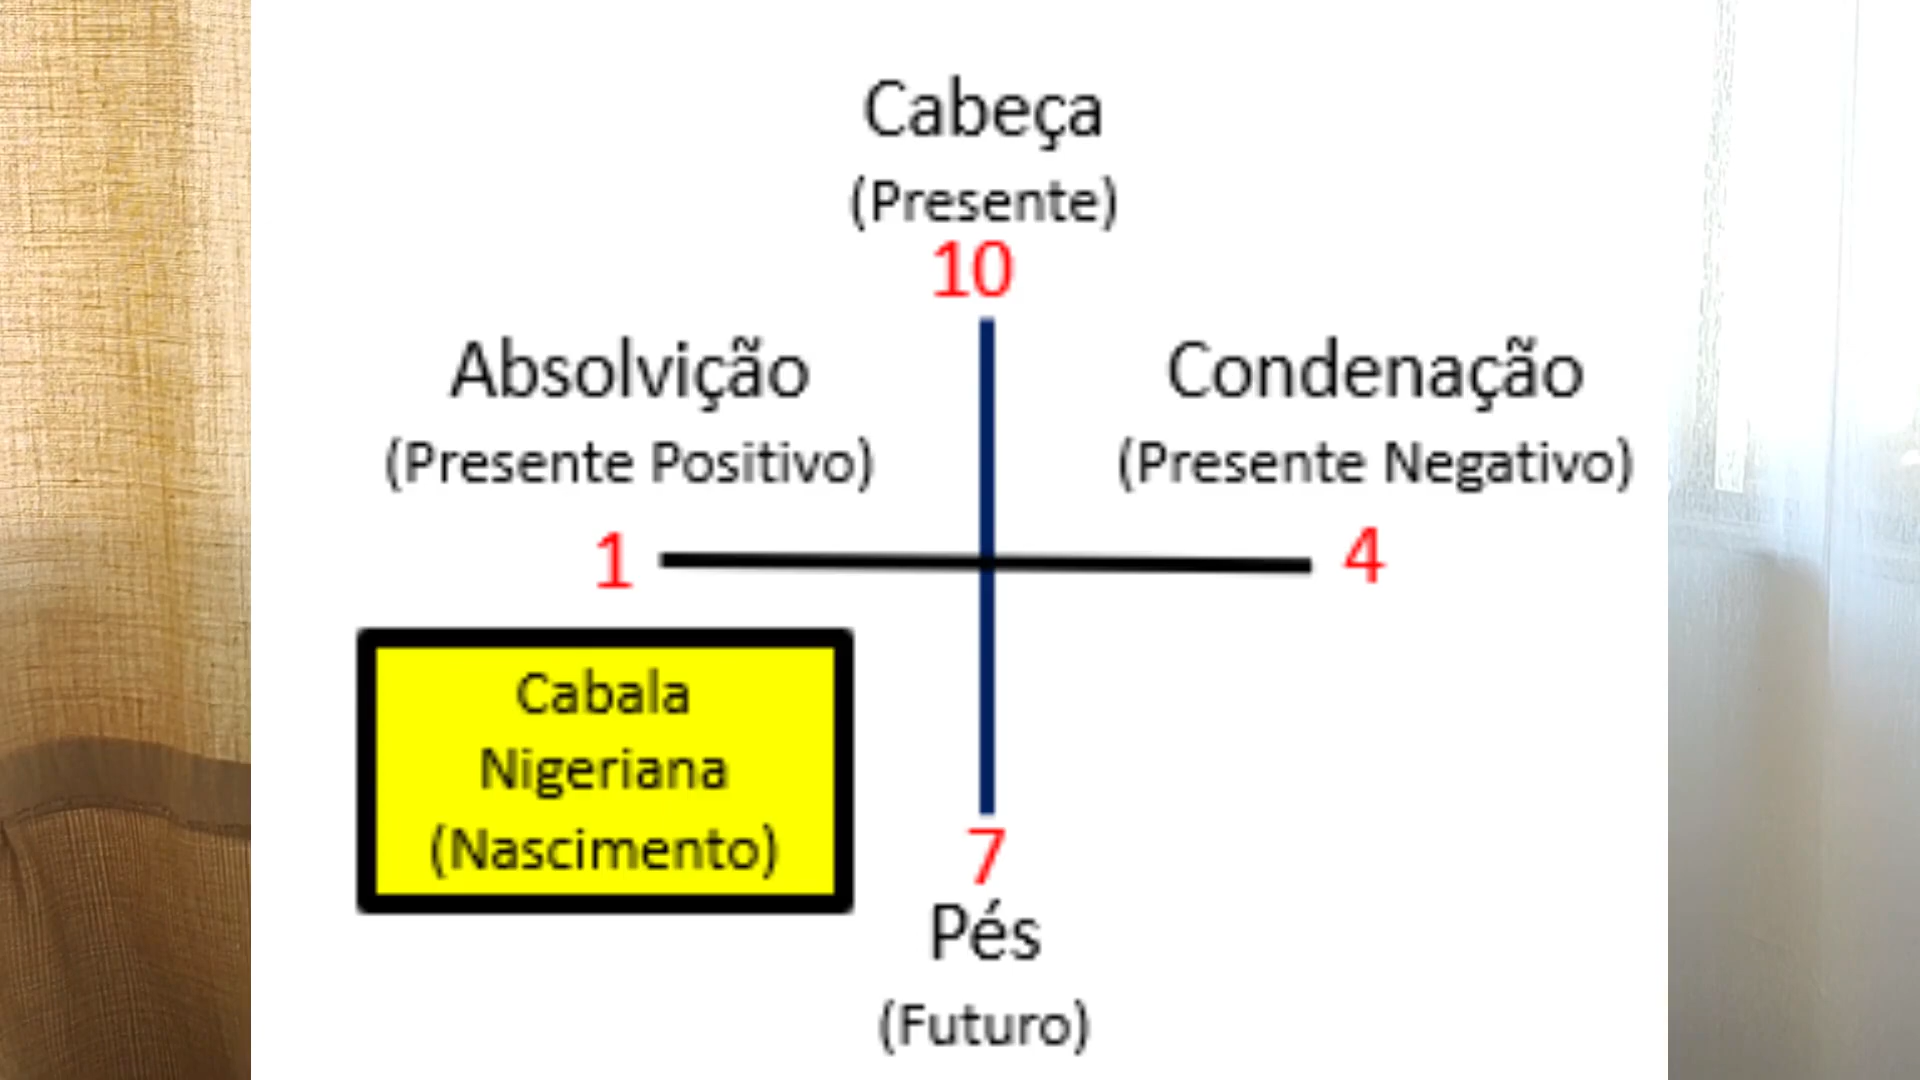 Cabeça
(Presente)
10
Absolvição
(Presente Positivo)
1
Condenação
(Presente Negativo)
4
Cabala
Nigeriana
(Nascimento)
7
Pés
(Futuro)